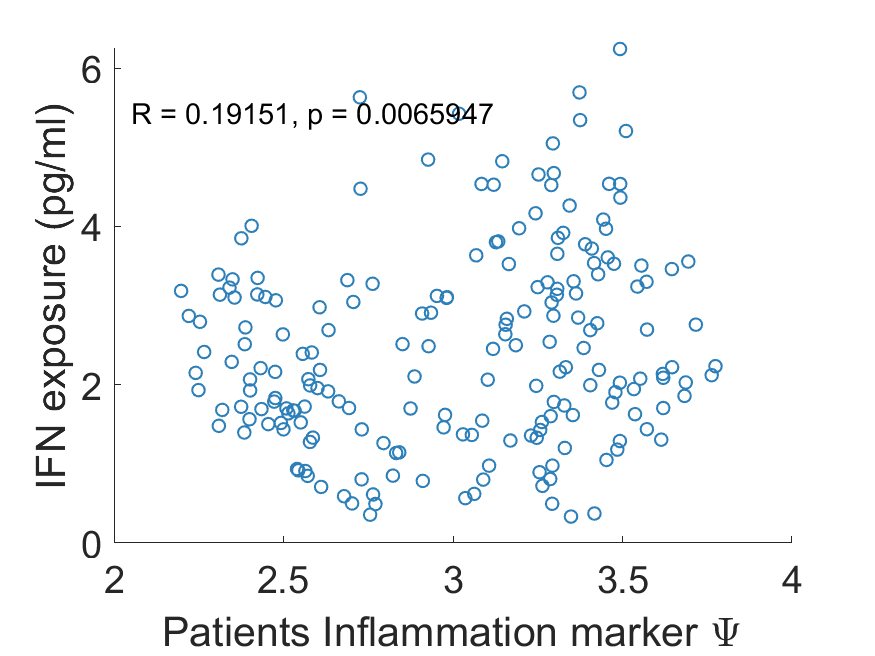 6
R = 0.19151, p = 0.0065947
4
2
0
IFN exposure (pg/ml)
2 2.5 3 3.5 4
Patients Inflammation marker Ψ